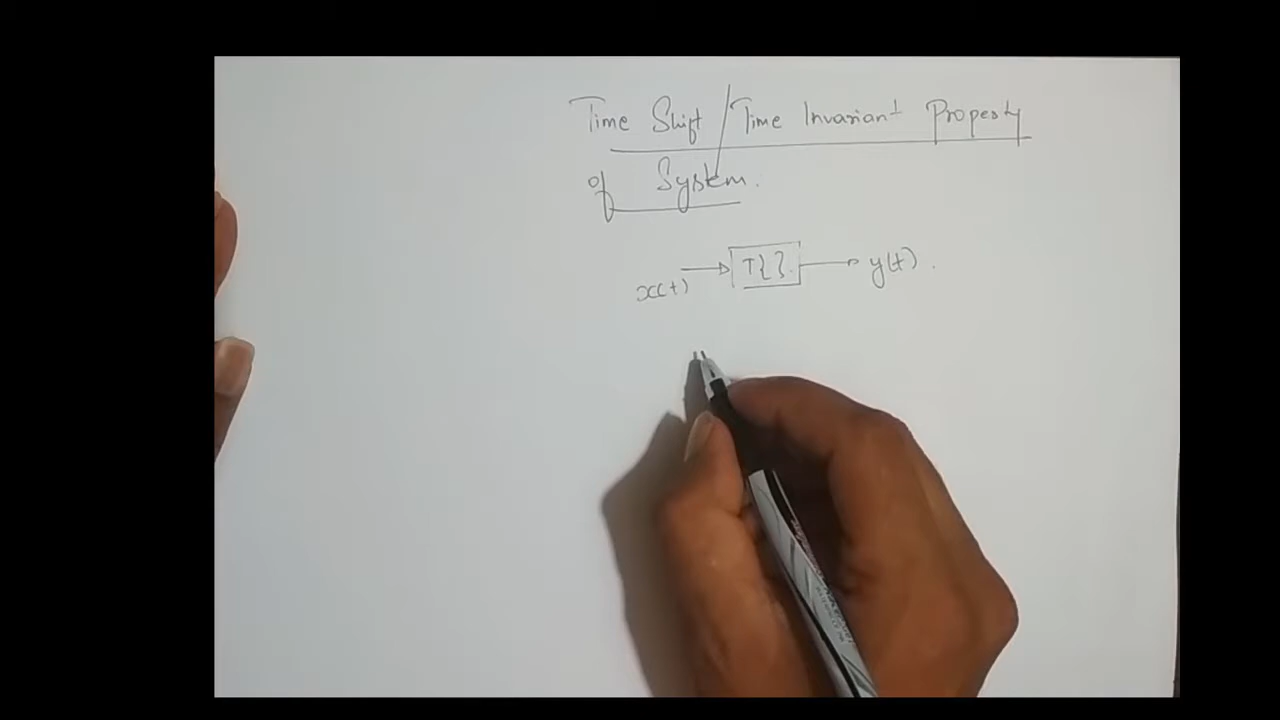 Time Shift / Time Invariant Property
of System.
x(t) → T{ }. → y(t).